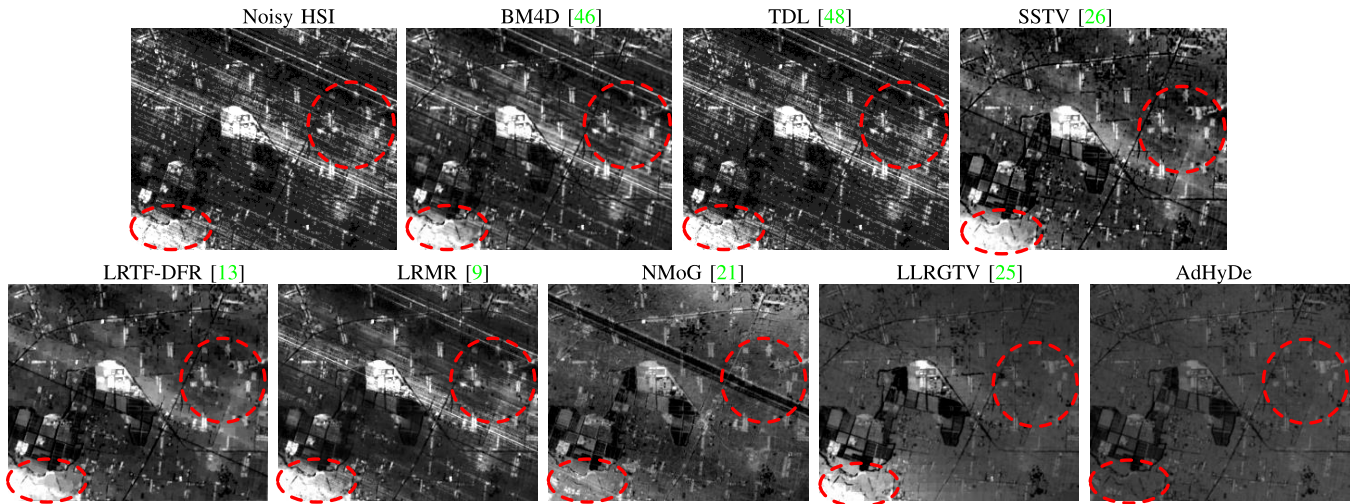 Noisy HSI BM4D [46] TDL [48] SSTV [26]
LRTF-DFR [13] LRMR [9] NMoG [21] LLRGTV [25] AdHyDe